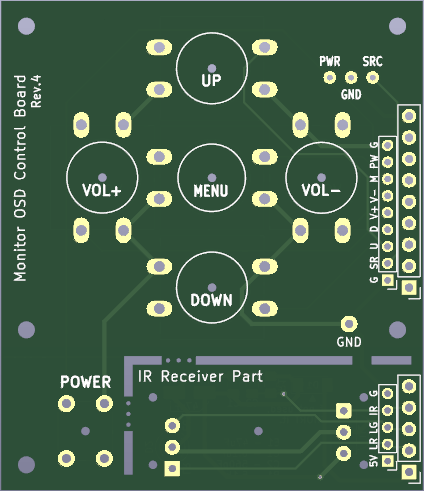 Monitor OSD Control Board
Rev.4
UP
PWR SRC
GND
VOL+
MENU
VOL-
G SR U D V+ V- M PW G
DOWN
GND
POWER
IR Receiver Part
5V LR LG IR G